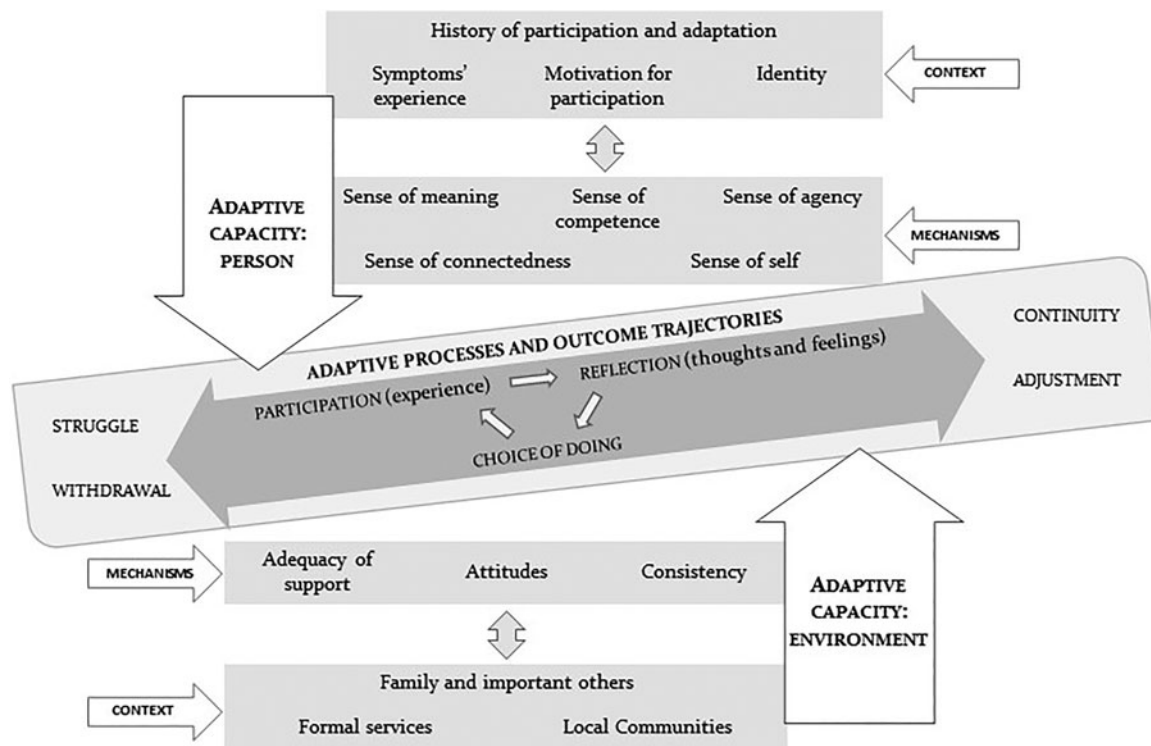 History of participation and adaptation
Symptoms'
experience
Motivation for
participation
Identity
CONTEXT
ADAPTIVE
CAPACITY:
PERSON
Sense of meaning
Sense of
competence
Sense of agency
Sense of connectedness
Sense of self
MECHANISMS
ADAPTIVE PROCESSES AND OUTCOME TRAJECTORIES
CONTINUITY
ADJUSTMENT
PARTICIPATION (experience)
REFLECTION (thoughts and feelings)
CHOICE OF DOING
STRUGGLE
WITHDRAWAL
MECHANISMS
Adequacy of
support
Attitudes
Consistency
ADAPTIVE
CAPACITY:
ENVIRONMENT
CONTEXT
Family and important others
Formal services
Local Communities